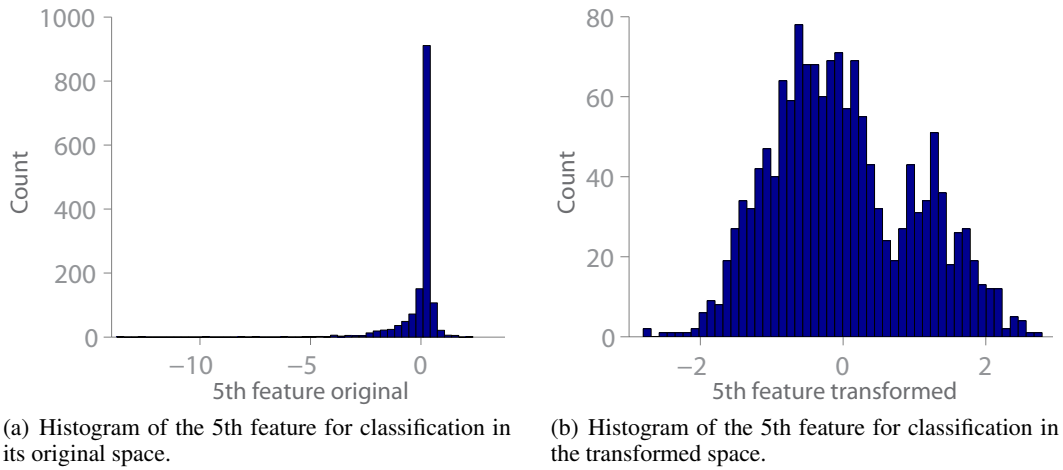 1000
800
600
400
200
0
Count
−10 −5 0
5th feature original
(a) Histogram of the 5th feature for classification in
its original space.
80
60
40
20
0
Count
−2 0 2
5th feature transformed
(b) Histogram of the 5th feature for classification in
the transformed space.